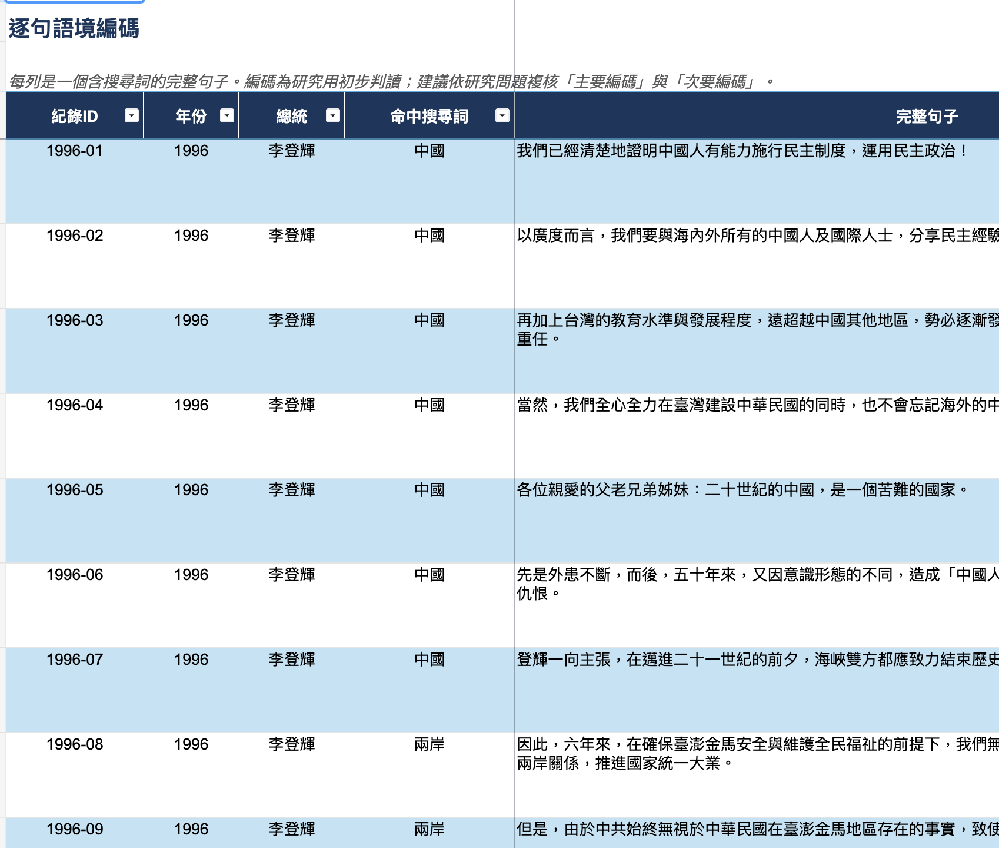 逐句語境編碼
每列是一個含搜尋詞的完整句子。編碼為研究用初步判讀；建議依研究問題複核「主要編碼」與「次要編碼」。
紀錄ID 年份 總統 命中搜尋詞 完整句子
1996-01 1996 李登輝 中國 我們已經清楚地證明中國人有能力施行民主制度，運用民主政治！
1996-02 1996 李登輝 中國 以廣度而言，我們要與海內外所有的中國人及國際人士，分享民主經驗
1996-03 1996 李登輝 中國 再加上台灣的教育水準與發展程度，遠超越中國其他地區，勢必逐漸發
重任。
1996-04 1996 李登輝 中國 當然，我們全心全力在臺灣建設中華民國的同時，也不會忘記海外的中
1996-05 1996 李登輝 中國 各位親愛的父老兄弟姊妹：二十世紀的中國，是一個苦難的國家。
1996-06 1996 李登輝 中國 先是外患不斷，而後，五十年來，又因意識形態的不同，造成「中國人
仇恨。
1996-07 1996 李登輝 中國 登輝一向主張，在邁進二十一世紀的前夕，海峽雙方都應致力結束歷史
1996-08 1996 李登輝 兩岸 因此，六年來，在確保臺澎金馬安全與維護全民福祉的前提下，我們無
兩岸關係，推進國家統一大業。
1996-09 1996 李登輝 兩岸 但是，由於中共始終無視於中華民國在臺澎金馬地區存在的事實，致使